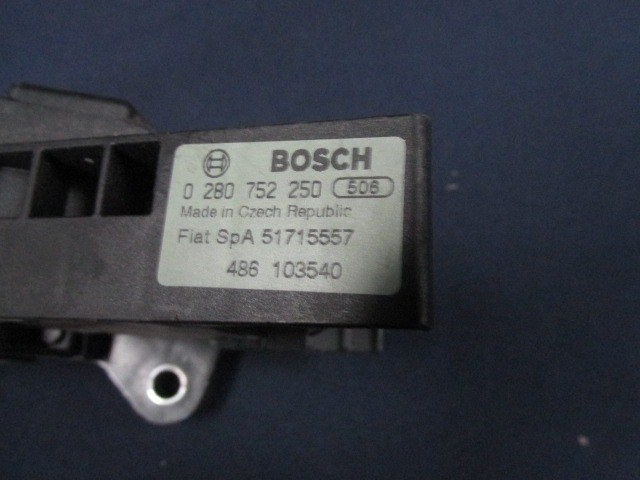 BOSCH
0 280 752 250 506
Made in Czech Republic
Fiat SpA 51715557
486 103540